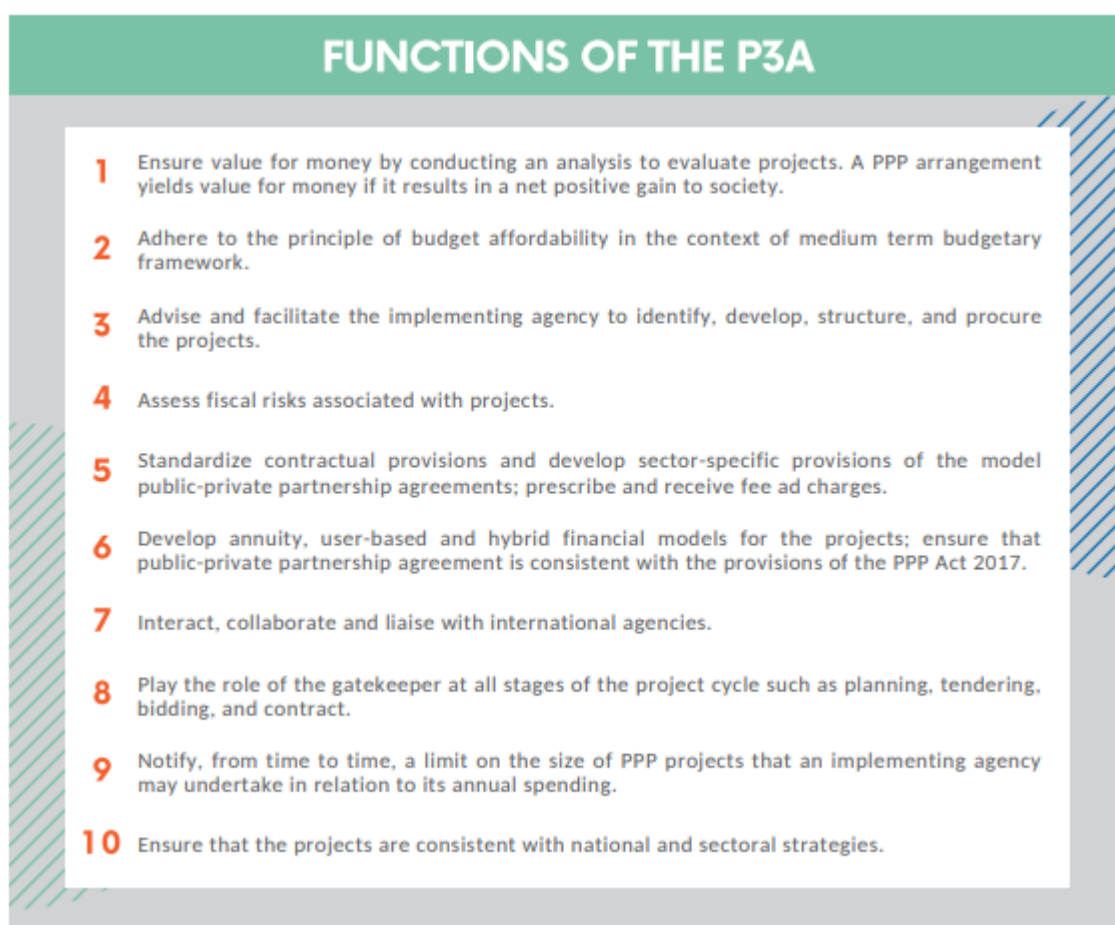 FUNCTIONS OF THE P3A
1 Ensure value for money by conducting an analysis to evaluate projects. A PPP arrangement
yields value for money if it results in a net positive gain to society.
2 Adhere to the principle of budget affordability in the context of medium term budgetary
framework.
3 Advise and facilitate the implementing agency to identify, develop, structure, and procure
the projects.
4 Assess fiscal risks associated with projects.
5 Standardize contractual provisions and develop sector-specific provisions of the model
public-private partnership agreements; prescribe and receive fee ad charges.
6 Develop annuity, user-based and hybrid financial models for the projects; ensure that
public-private partnership agreement is consistent with the provisions of the PPP Act 2017.
7 Interact, collaborate and liaise with international agencies.
8 Play the role of the gatekeeper at all stages of the project cycle such as planning, tendering,
bidding, and contract.
9 Notify, from time to time, a limit on the size of PPP projects that an implementing agency
may undertake in relation to its annual spending.
10 Ensure that the projects are consistent with national and sectoral strategies.